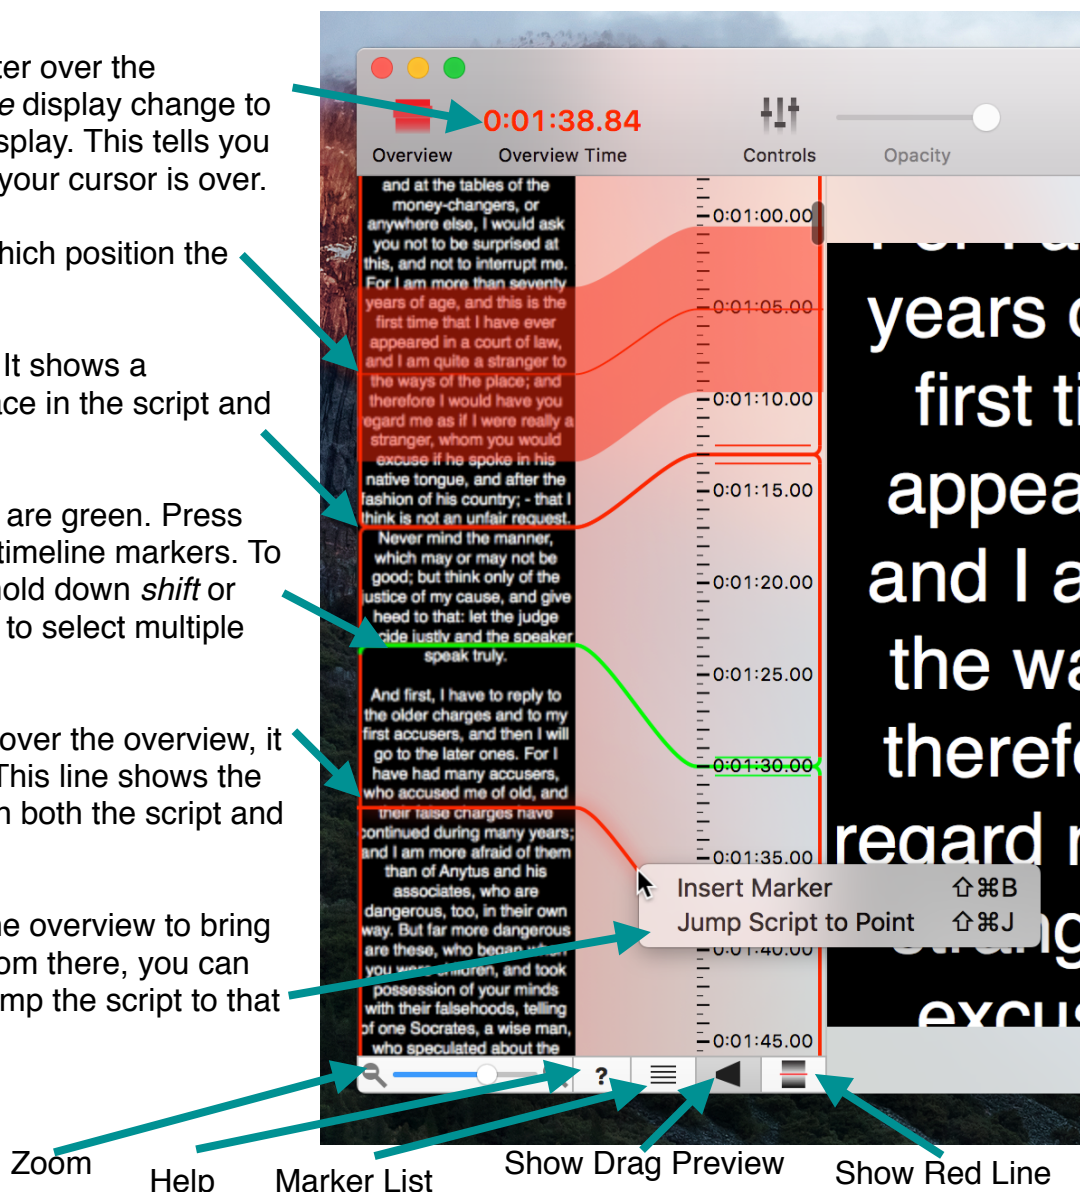 ter over the
e display change to
splay. This tells you
your cursor is over.
hich position the
It shows a
ace in the script and
are green. Press
timeline markers. To
hold down shift or
to select multiple
over the overview, it
This line shows the
n both the script and
ne overview to bring
om there, you can
mp the script to that
0:01:38.84
Overview
Overview Time
Controls
Opacity
and at the tables of the
money-changers, or
anywhere else, I would ask
you not to be surprised at
this, and not to interrupt me.
For I am more than seventy
years of age, and this is the
first time that I have ever
appeared in a court of law,
and I am quite a stranger to
the ways of the place; and
therefore I would have you
regard me as if I were really a
stranger, whom you would
excuse if he spoke in his
native tongue, and after the
fashion of his country; - that I
think is not an unfair request.
Never mind the manner,
which may or may not be
good; but think only of the
justice of my cause, and give
heed to that: let the judge
cide justly and the speaker
speak truly.
And first, I have to reply to
the older charges and to my
first accusers, and then I will
go to the later ones. For I
have had many accusers,
who accused me of old, and
their false charges have
continued during many years;
and I am more afraid of them
than of Anytus and his
associates, who are
dangerous, too, in their own
way. But far more dangerous
are these, who began when
you were children, and took
possession of your minds
with their falsehoods, telling
of one Socrates, a wise man,
who speculated about the
0:01:00.00
0:01:05.00
0:01:10.00
0:01:15.00
0:01:20.00
0:01:25.00
0:01:30.00
0:01:35.00
0:01:40.00
0:01:45.00
For I a
years o
first ti
appea
and I a
the wa
therefo
regard r
strang
excus
Insert Marker ⇧⌘B
Jump Script to Point ⇧⌘J
?
Zoom
Help
Marker List
Show Drag Preview
Show Red Line